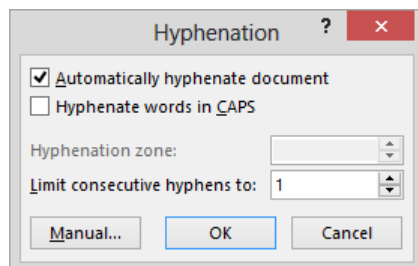 Hyphenation ?
Automatically hyphenate document
Hyphenate words in CAPS
Hyphenation zone:
Limit consecutive hyphens to: 1
Manual... OK Cancel